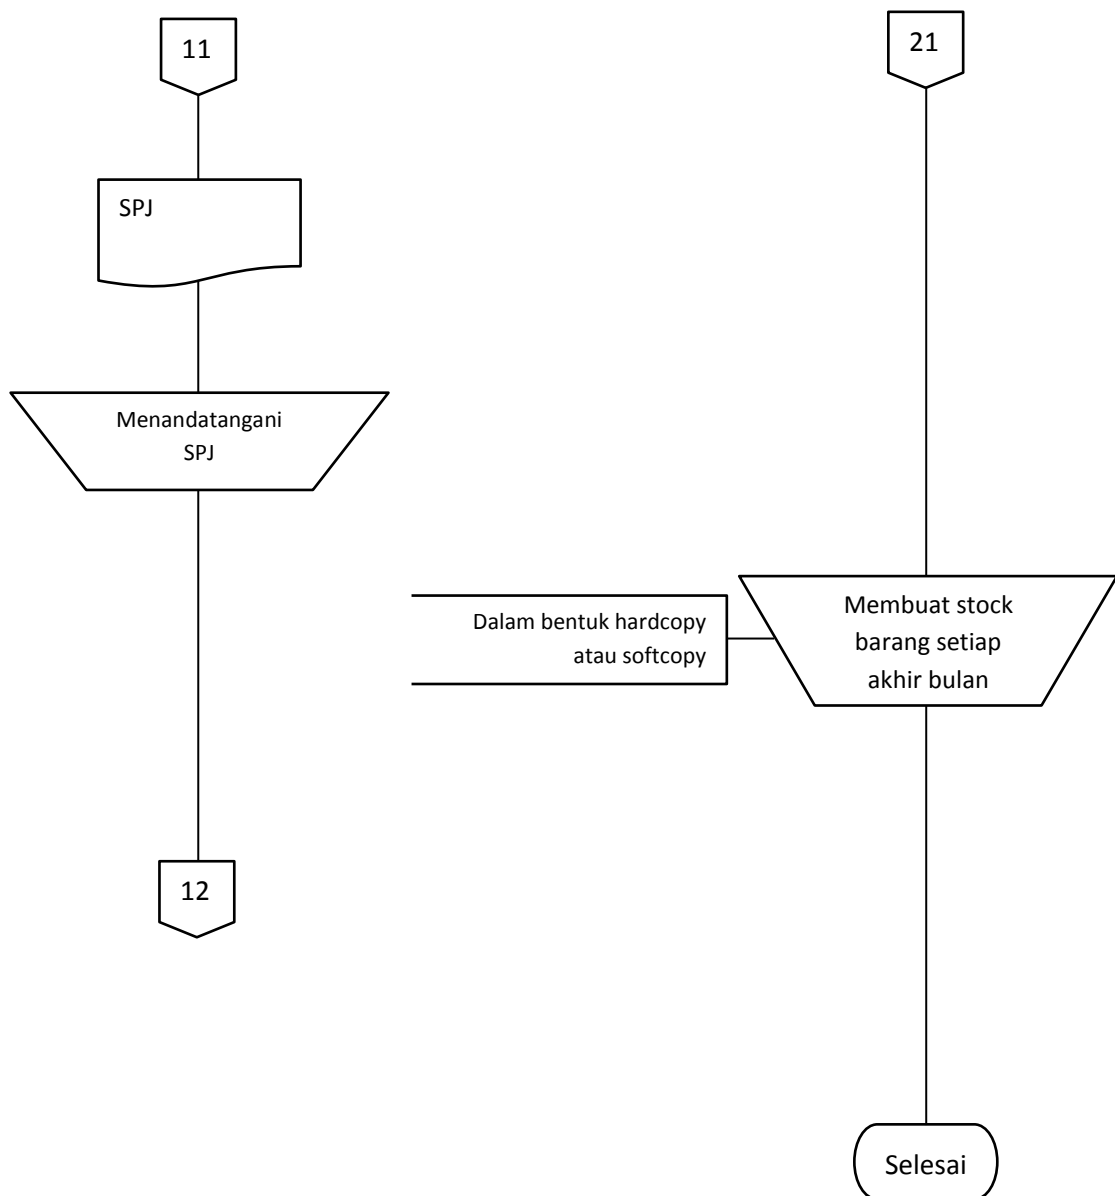 11
SPJ
Menandatangani
SPJ
12
21
Dalam bentuk hardcopy
atau softcopy
Membuat stock
barang setiap
akhir bulan
Selesai